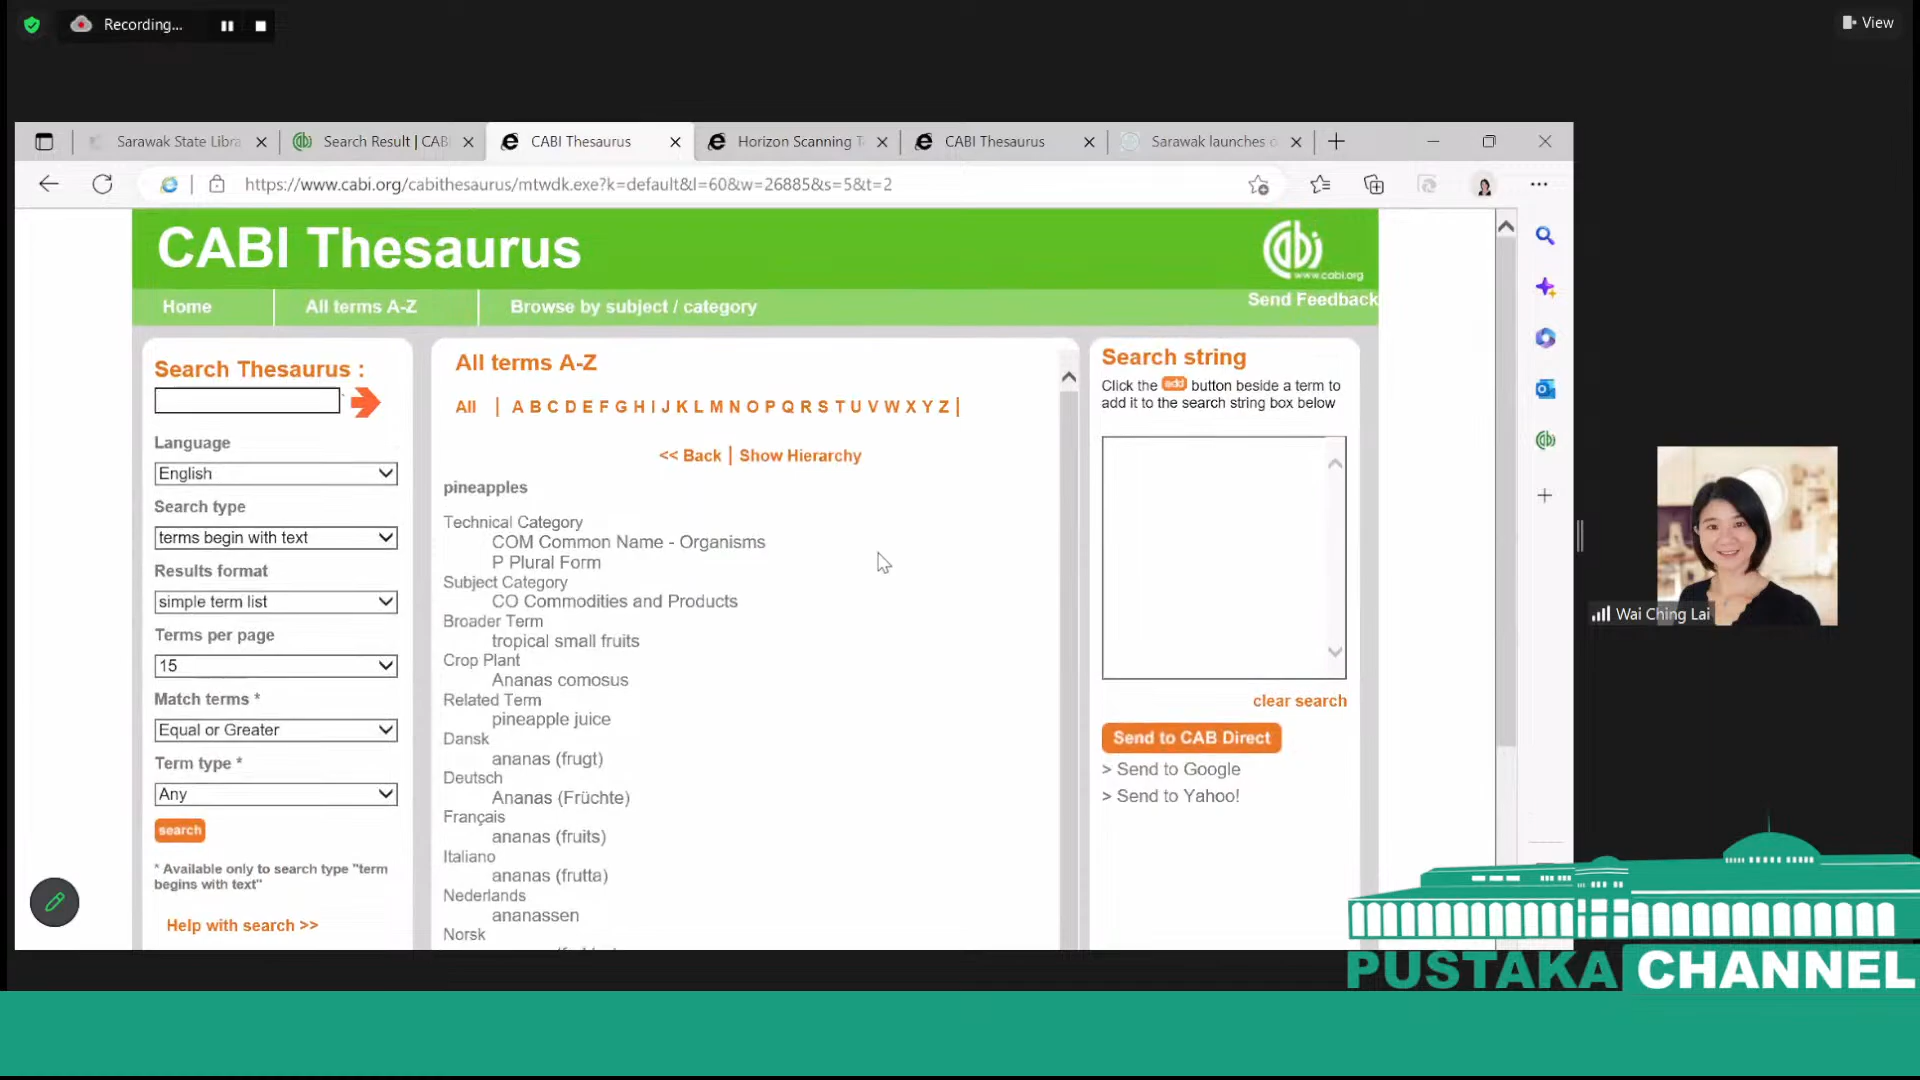 Recording...
View
Sarawak State Libra
Search Result | CAB
CABI Thesaurus
Horizon Scanning T
CABI Thesaurus
Sarawak launches o
https://www.cabi.org/cabithesaurus/mtwdk.exe?k=default&l=60&w=26885&s=5&t=2
CABI Thesaurus
cabi
www.cabi.org
Home
All terms A-Z
Browse by subject / category
Send Feedback
Search Thesaurus :
Language
English
Search type
terms begin with text
Results format
simple term list
Terms per page
15
Match terms *
Equal or Greater
Term type *
Any
search
* Available only to search type "term
begins with text"
Help with search >>
All terms A-Z
All | A B C D E F G H I J K L M N O P Q R S T U V W X Y Z |
<< Back | Show Hierarchy
pineapples
Technical Category
COM Common Name - Organisms
P Plural Form
Subject Category
CO Commodities and Products
Broader Term
tropical small fruits
Crop Plant
Ananas comosus
Related Term
pineapple juice
Dansk
ananas (frugt)
Deutsch
Ananas (Früchte)
Français
ananas (fruits)
Italiano
ananas (frutta)
Nederlands
ananassen
Norsk
Search string
Click the add button beside a term to
add it to the search string box below
clear search
Send to CAB Direct
> Send to Google
> Send to Yahoo!
Wai Ching Lai
PUSTAKA CHANNEL